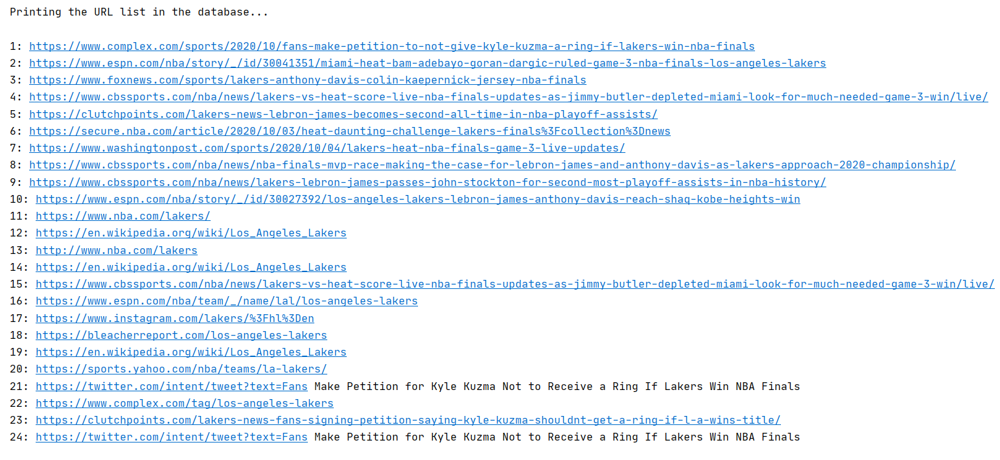 Printing the URL list in the database...
1: https://www.complex.com/sports/2020/10/fans-make-petition-to-not-give-kyle-kuzma-a-ring-if-lakers-win-nba-finals
2: https://www.espn.com/nba/story/_/id/30041351/miami-heat-bam-adebayo-goran-dargic-ruled-game-3-nba-finals-los-angeles-lakers
3: https://www.foxnews.com/sports/lakers-anthony-davis-colin-kaepernick-jersey-nba-finals
4: https://www.cbssports.com/nba/news/lakers-vs-heat-score-live-nba-finals-updates-as-jimmy-butler-depleted-miami-look-for-much-needed-game-3-win/live/
5: https://clutchpoints.com/lakers-news-lebron-james-becomes-second-all-time-in-nba-playoff-assists/
6: https://secure.nba.com/article/2020/10/03/heat-daunting-challenge-lakers-finals%3Fcollection%3Dnews
7: https://www.washingtonpost.com/sports/2020/10/04/lakers-heat-nba-finals-game-3-live-updates/
8: https://www.cbssports.com/nba/news/nba-finals-mvp-race-making-the-case-for-lebron-james-and-anthony-davis-as-lakers-approach-2020-championship/
9: https://www.cbssports.com/nba/news/lakers-lebron-james-passes-john-stockton-for-second-most-playoff-assists-in-nba-history/
10: https://www.espn.com/nba/story/_/id/30027392/los-angeles-lakers-lebron-james-anthony-davis-reach-shaq-kobe-heights-win
11: https://www.nba.com/lakers/
12: https://en.wikipedia.org/wiki/Los_Angeles_Lakers
13: http://www.nba.com/lakers
14: https://en.wikipedia.org/wiki/Los_Angeles_Lakers
15: https://www.cbssports.com/nba/news/lakers-vs-heat-score-live-nba-finals-updates-as-jimmy-butler-depleted-miami-look-for-much-needed-game-3-win/live/
16: https://www.espn.com/nba/team/_/name/lal/los-angeles-lakers
17: https://www.instagram.com/lakers/%3Fhl%3Den
18: https://bleacherreport.com/los-angeles-lakers
19: https://en.wikipedia.org/wiki/Los_Angeles_Lakers
20: https://sports.yahoo.com/nba/teams/la-lakers/
21: https://twitter.com/intent/tweet?text=Fans Make Petition for Kyle Kuzma Not to Receive a Ring If Lakers Win NBA Finals
22: https://www.complex.com/tag/los-angeles-lakers
23: https://clutchpoints.com/lakers-news-fans-signing-petition-saying-kyle-kuzma-shouldnt-get-a-ring-if-l-a-wins-title/
24: https://twitter.com/intent/tweet?text=Fans Make Petition for Kyle Kuzma Not to Receive a Ring If Lakers Win NBA Finals